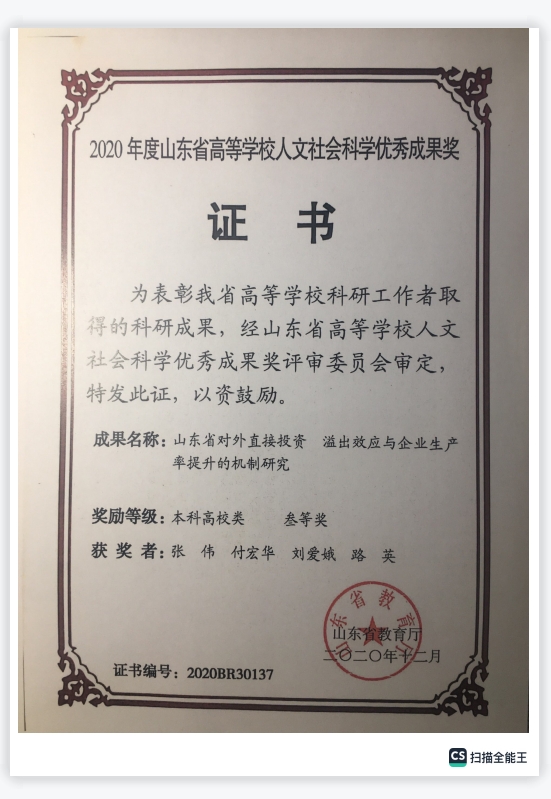 2020 年度山东省高等学校人文社会科学优秀成果奖
证 书
为表彰我省高等学校科研工作者取
得的科研成果，经山东省高等学校人文
社会科学优秀成果奖评审委员会审定，
特发此证，以资鼓励。
成果名称：山东省对外直接投资 溢出效应与企业生产
率提升的机制研究
奖励等级：本科高校类 叁等奖
获 奖 者：张 伟 付宏华 刘爱娥 路 英
山东省教育厅
山东省教育厅
二〇二〇年十二月
证书编号：2020BR30137
CS 扫描全能王